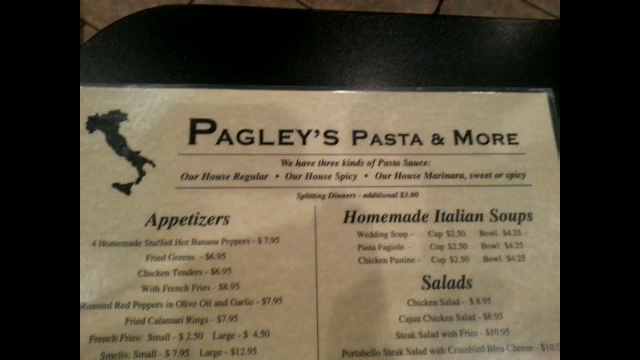 PAGLEY'S PASTA & MORE
We have three kinds of Pasta Sauce:
Our House Regular • Our House Spicy • Our House Marinara, sweet or spicy
Splitting Dinners - additional $3.00
Appetizers
4 Homemade Stuffed Hot Banana Peppers - $7.95
Fried Greens - $6.95
Chicken Tenders - $6.95
With French Fries - $8.95
Roasted Red Peppers in Olive Oil and Garlic - $7.95
Fried Calamari Rings - $7.95
French Fries: Small - $2.50 Large - $4.50
Smelts: Small - $7.95 Large - $12.95
Homemade Italian Soups
Wedding Soup - Cup $2.50 Bowl $4.25
Pasta Fagiole - Cup $2.50 Bowl $4.25
Chicken Pastine - Cup $2.50 Bowl $4.25
Salads
Chicken Salad - $8.95
Cajun Chicken Salad - $8.95
Steak Salad with Fries - $10.95
Portabello Steak Salad with Crumbled Bleu Cheese -